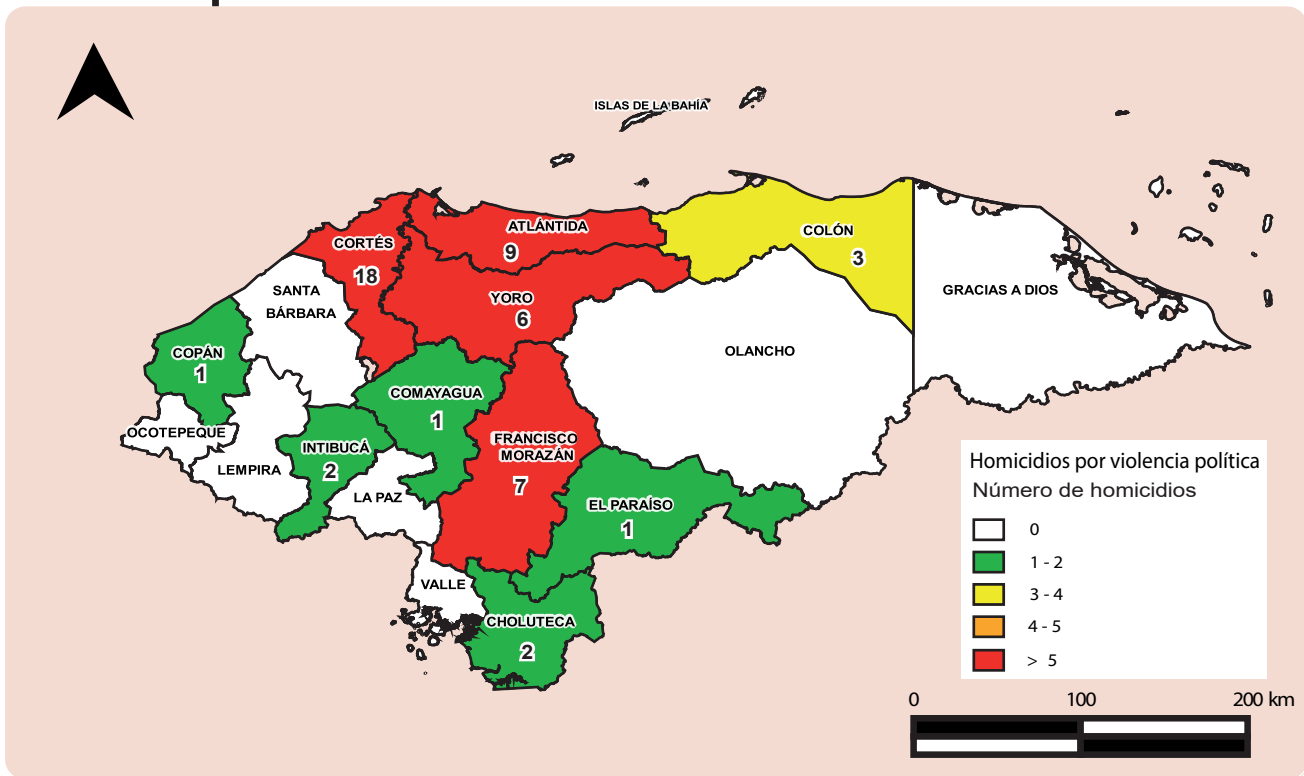 ISLAS DE LA BAHÍA
ATLÁNTIDA
9
COLÓN
3
CORTÉS
18
GRACIAS A DIOS
SANTA
BÁRBARA
YORO
6
OLANCHO
COPÁN
1
COMAYAGUA
1
OCOTEPEQUE
FRANCISCO
MORAZÁN
7
INTIBUCÁ
2
LEMPIRA
LA PAZ
EL PARAÍSO
1
VALLE
CHOLUTECA
2
Homicidios por violencia política
Número de homicidios
0
1 - 2
3 - 4
4 - 5
> 5
0 100 200 km